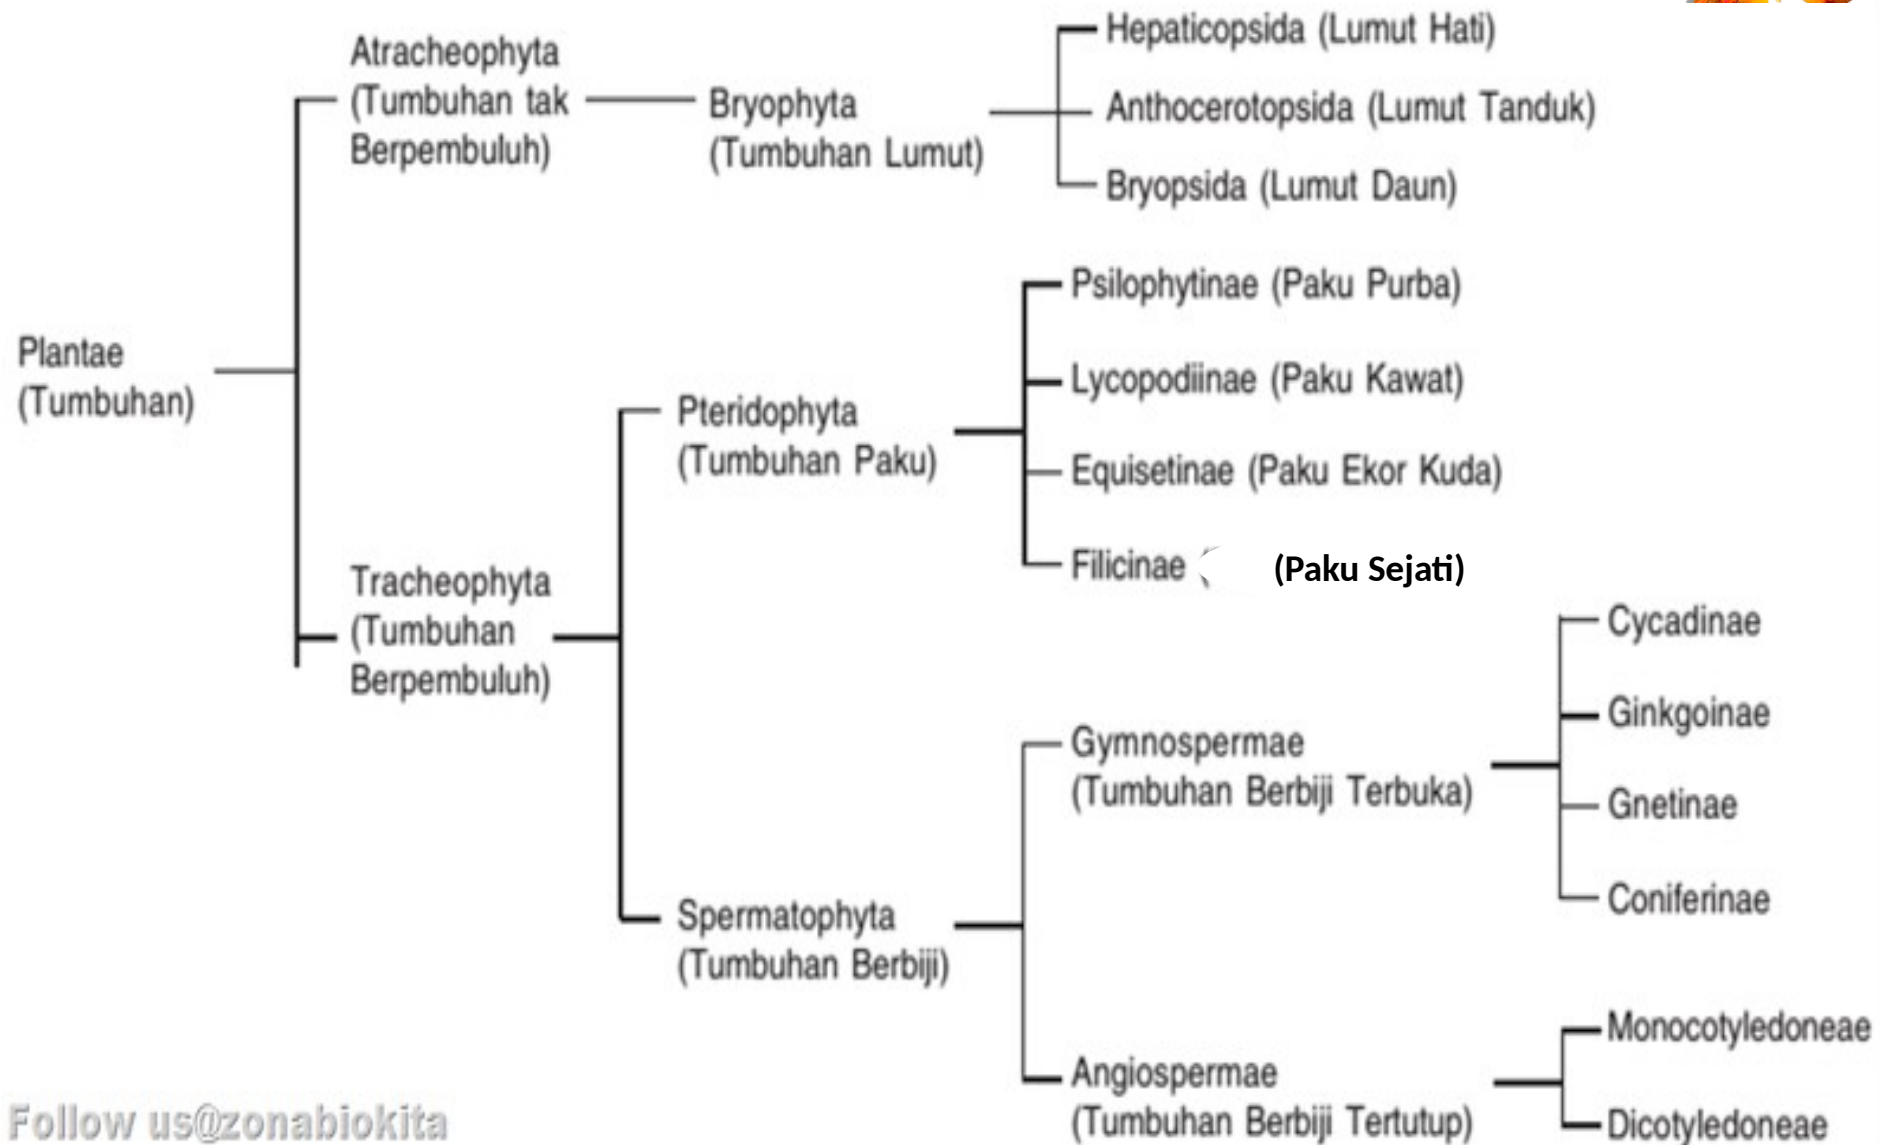 Plantae
(Tumbuhan)
Atracheophyta
(Tumbuhan tak
Berpembuluh)
Bryophyta
(Tumbuhan Lumut)
Hepaticopsida (Lumut Hati)
Anthocerotopsida (Lumut Tanduk)
Bryopsida (Lumut Daun)
Tracheophyta
(Tumbuhan
Berpembuluh)
Pteridophyta
(Tumbuhan Paku)
Psilophytinae (Paku Purba)
Lycopodiinae (Paku Kawat)
Equisetinae (Paku Ekor Kuda)
Filicinae (Paku Sejati)
Spermatophyta
(Tumbuhan Berbiji)
Gymnospermae
(Tumbuhan Berbiji Terbuka)
Cycadinae
Ginkgoinae
Gnetinae
Coniferinae
Angiospermae
(Tumbuhan Berbiji Tertutup)
Monocotyledoneae
Dicotyledoneae
Follow us@zonabiokita